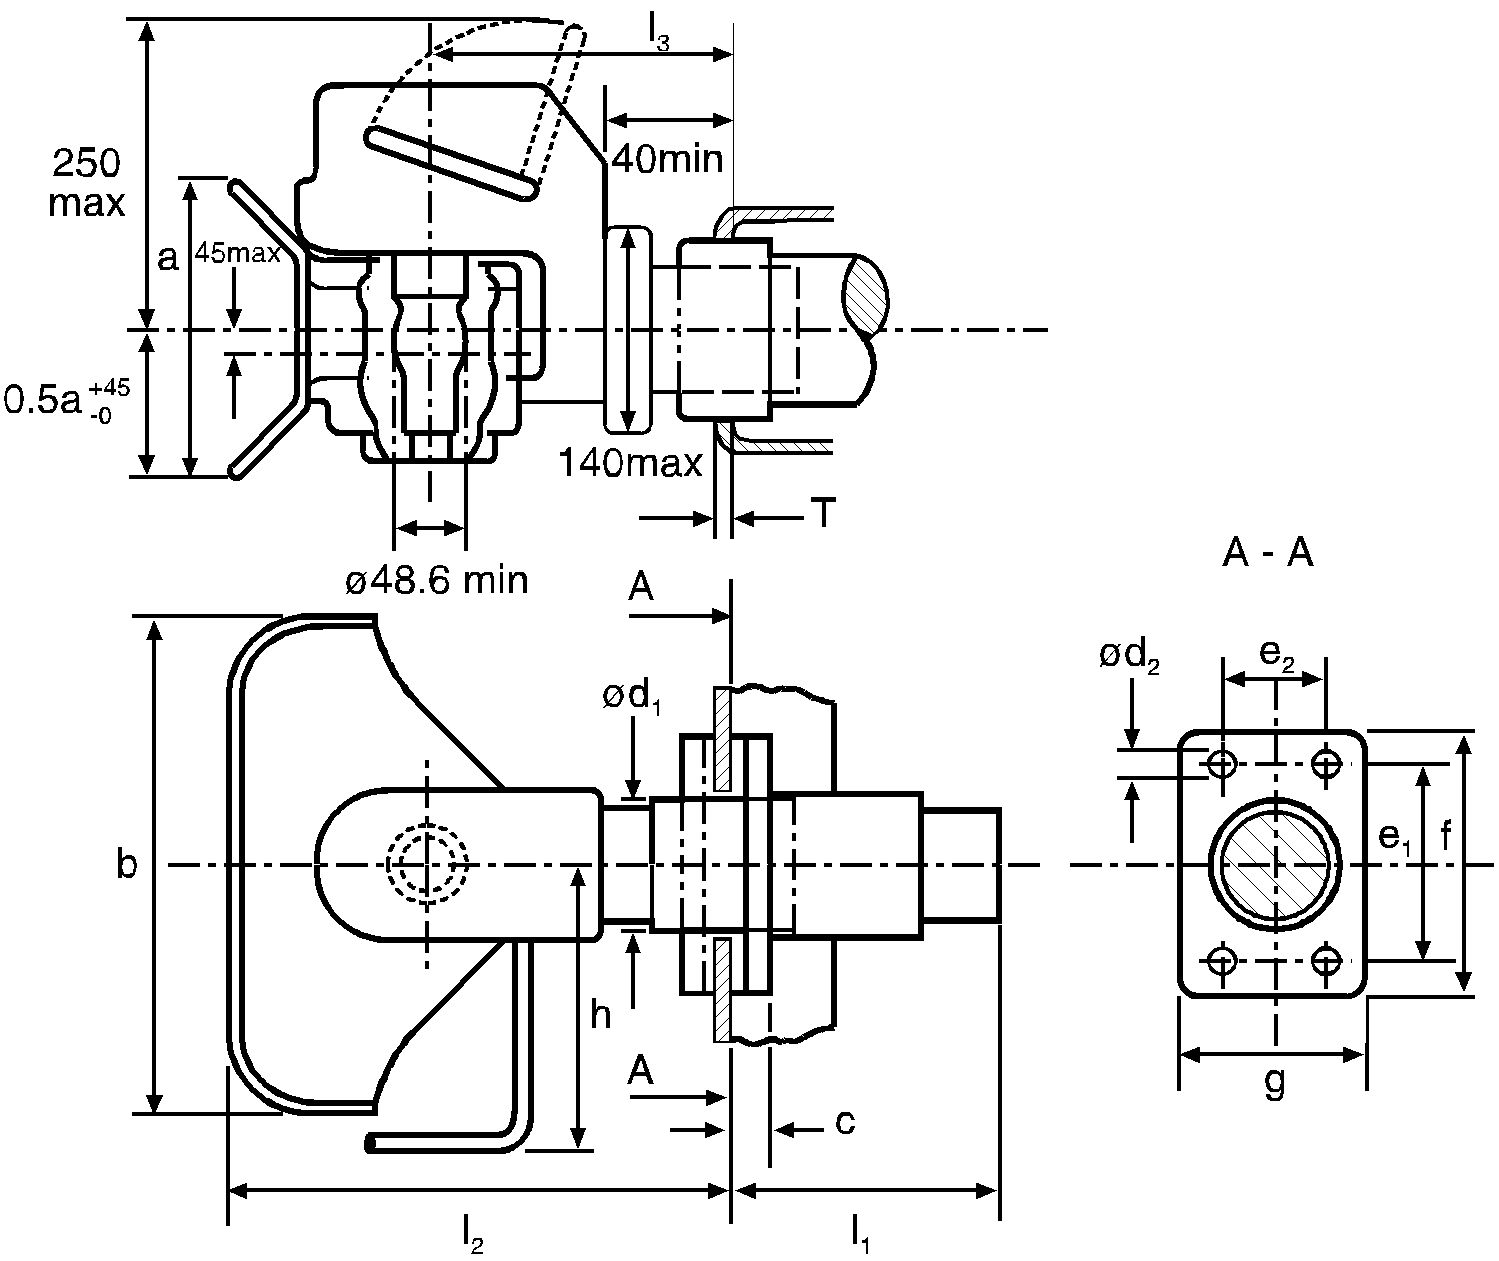 l3
250
max
40min
a
45max
0.5a +45
-0
140max
T
ø48.6 min
A
A - A
ød2
e2
ød1
b
e1
f
h
A
c
g
l2
l1